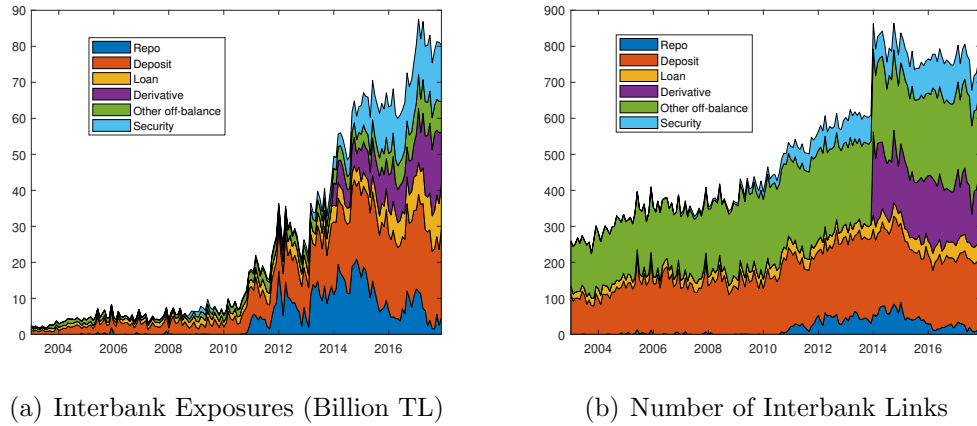 90
80
70
60
50
40
30
20
10
0
Repo
Deposit
Loan
Derivative
Other off-balance
Security
2004 2006 2008 2010 2012 2014 2016
(a) Interbank Exposures (Billion TL)
900
800
700
600
500
400
300
200
100
0
Repo
Deposit
Loan
Derivative
Other off-balance
Security
2004 2006 2008 2010 2012 2014 2016
(b) Number of Interbank Links